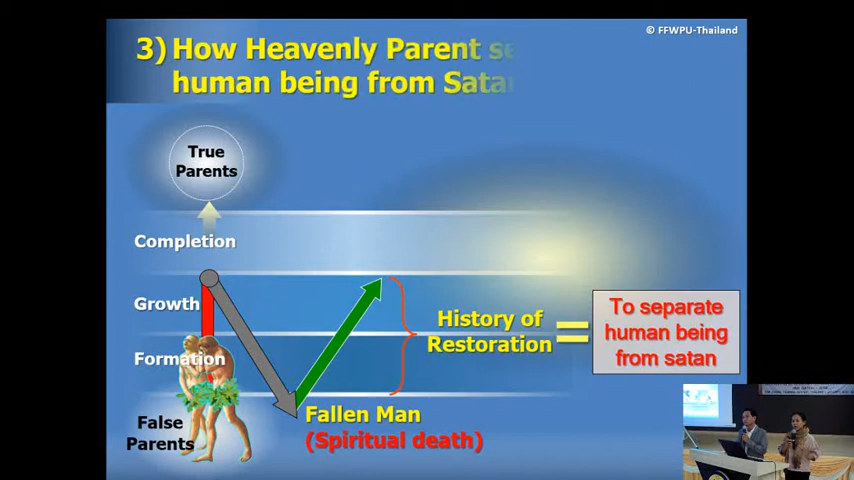 © FFWPU-Thailand
3) How Heavenly Parent
human being from Satan
True
Parents
Completion
Growth
Formation
False
Parents
Fallen Man
(Spiritual death)
History of
Restoration
=
To separate
human being
from satan